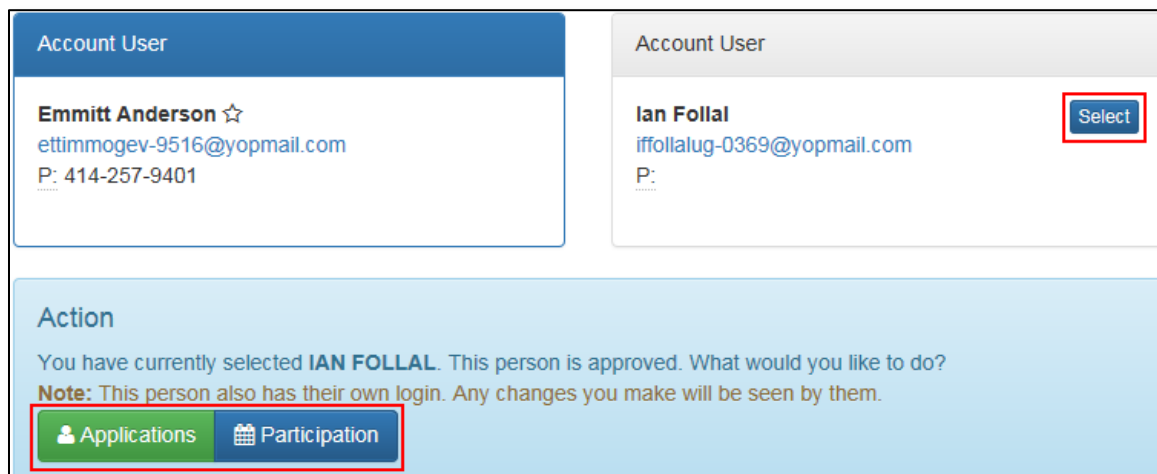 Account User
Emmitt Anderson ☆
ettimmogev-9516@yopmail.com
P: 414-257-9401
Account User
Ian Follal
Select
iffollalug-0369@yopmail.com
P:
Action
You have currently selected IAN FOLLAL. This person is approved. What would you like to do?
Note: This person also has their own login. Any changes you make will be seen by them.
Applications
Participation